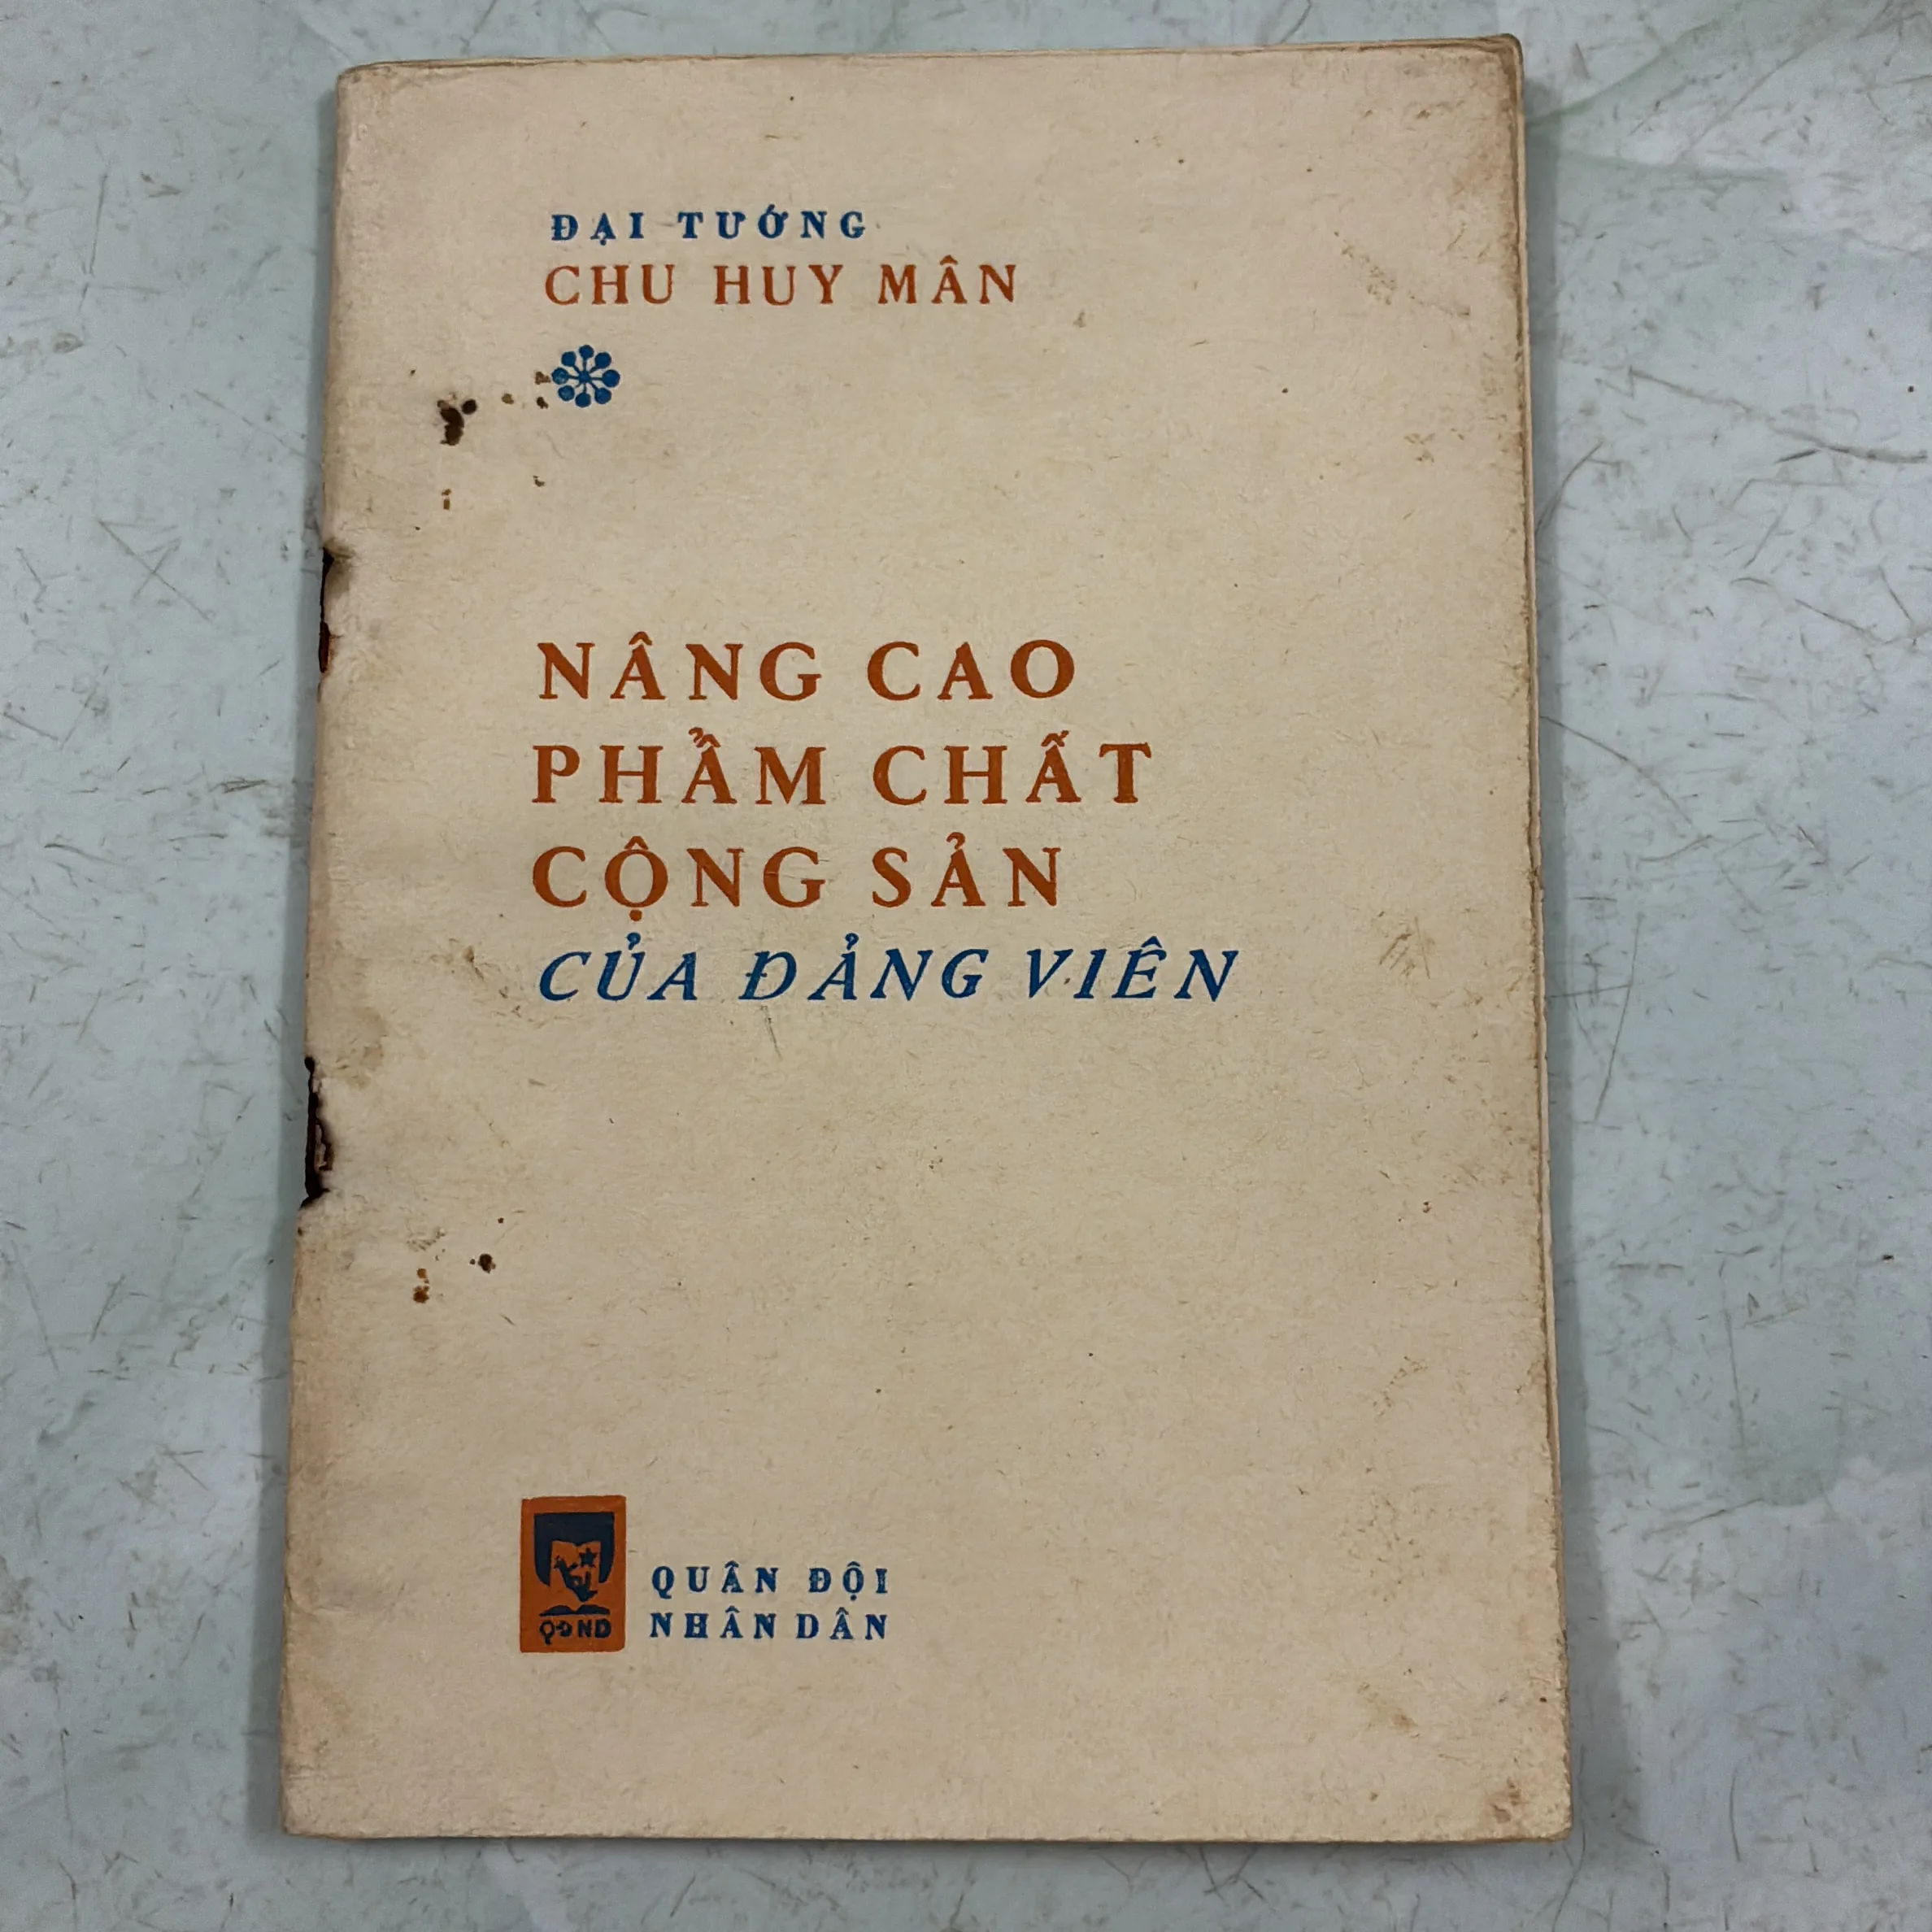 ĐẠI TƯỚNG
CHU HUY MÂN
NÂNG CAO
PHẨM CHẤT
CỘNG SẢN
CỦA ĐẢNG VIÊN
QUÂN ĐỘI
NHÂN DÂN
QĐND